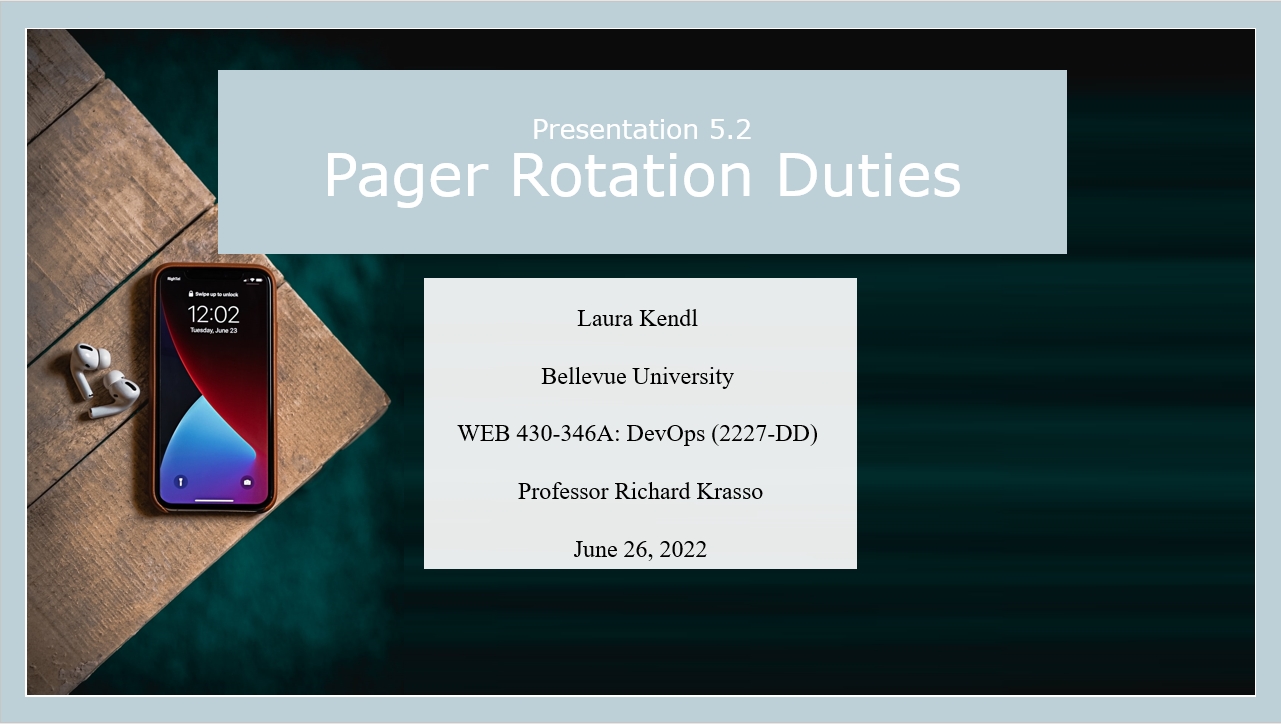 Presentation 5.2
Pager Rotation Duties
Swipe up to unlock
12:02
Tuesday, June 23
Laura Kendl
Bellevue University
WEB 430-346A: DevOps (2227-DD)
Professor Richard Krasso
June 26, 2022